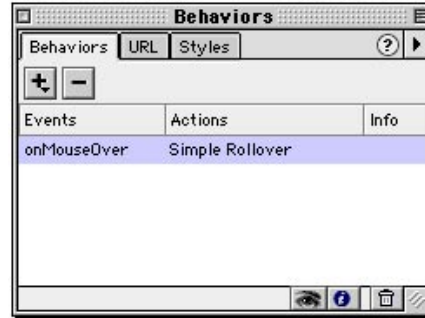 Behaviors
Behaviors URL Styles ?
Events Actions Info
onMouseOver Simple Rollover